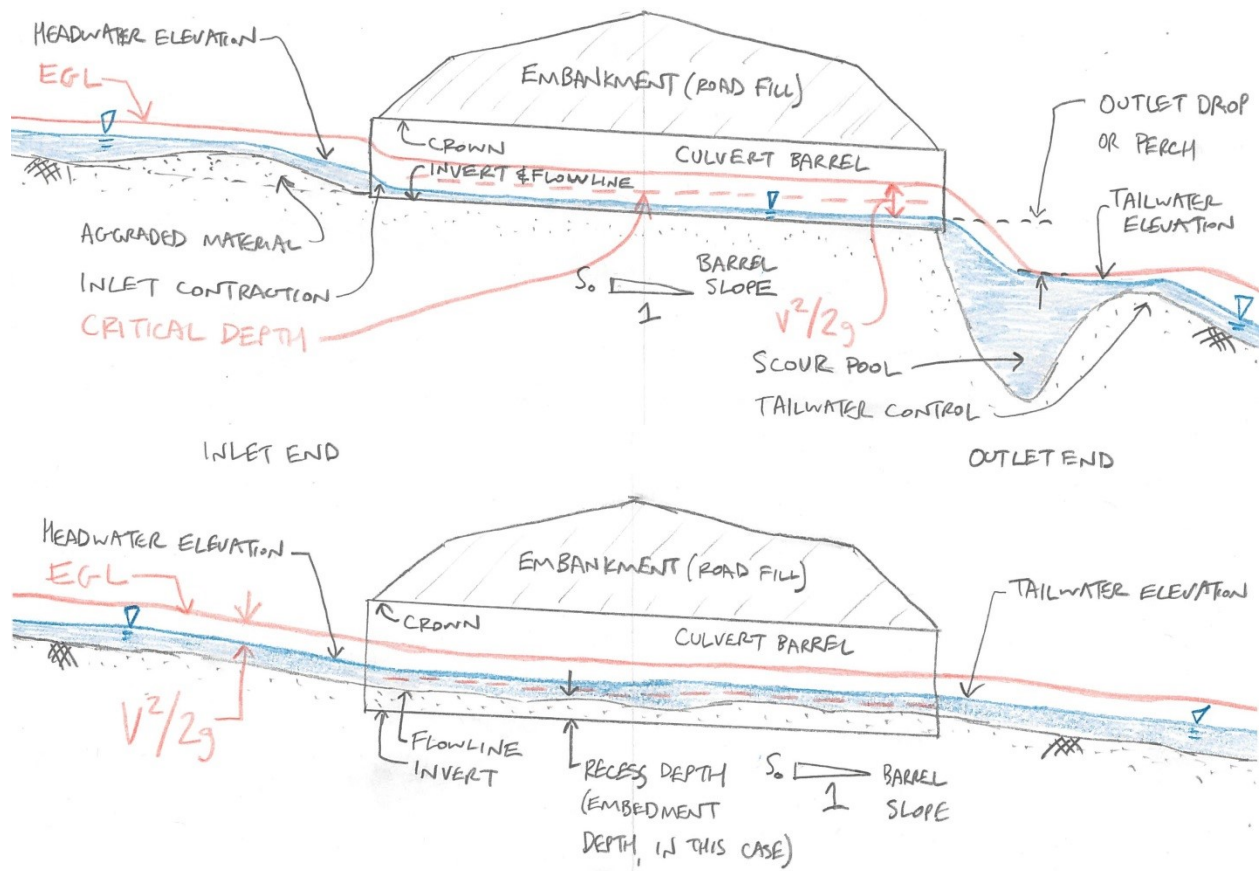 HEADWATER ELEVATION
EGL
EMBANKMENT (ROAD FILL)
OUTLET DROP
OR PERCH
CROWN
CULVERT BARREL
INVERT & FLOWLINE
TAILWATER
ELEVATION
AGGRADED MATERIAL
INLET CONTRACTION
CRITICAL DEPTH
S₀
1
BARREL
SLOPE
V²/2g
SCOUR POOL
TAILWATER CONTROL
INLET END
OUTLET END
HEADWATER ELEVATION
EGL
EMBANKMENT (ROAD FILL)
TAILWATER ELEVATION
CROWN
CULVERT BARREL
V²/2g
FLOWLINE
INVERT
RECESS DEPTH
(EMBEDMENT
DEPTH, IN THIS CASE)
S₀
1
BARREL
SLOPE